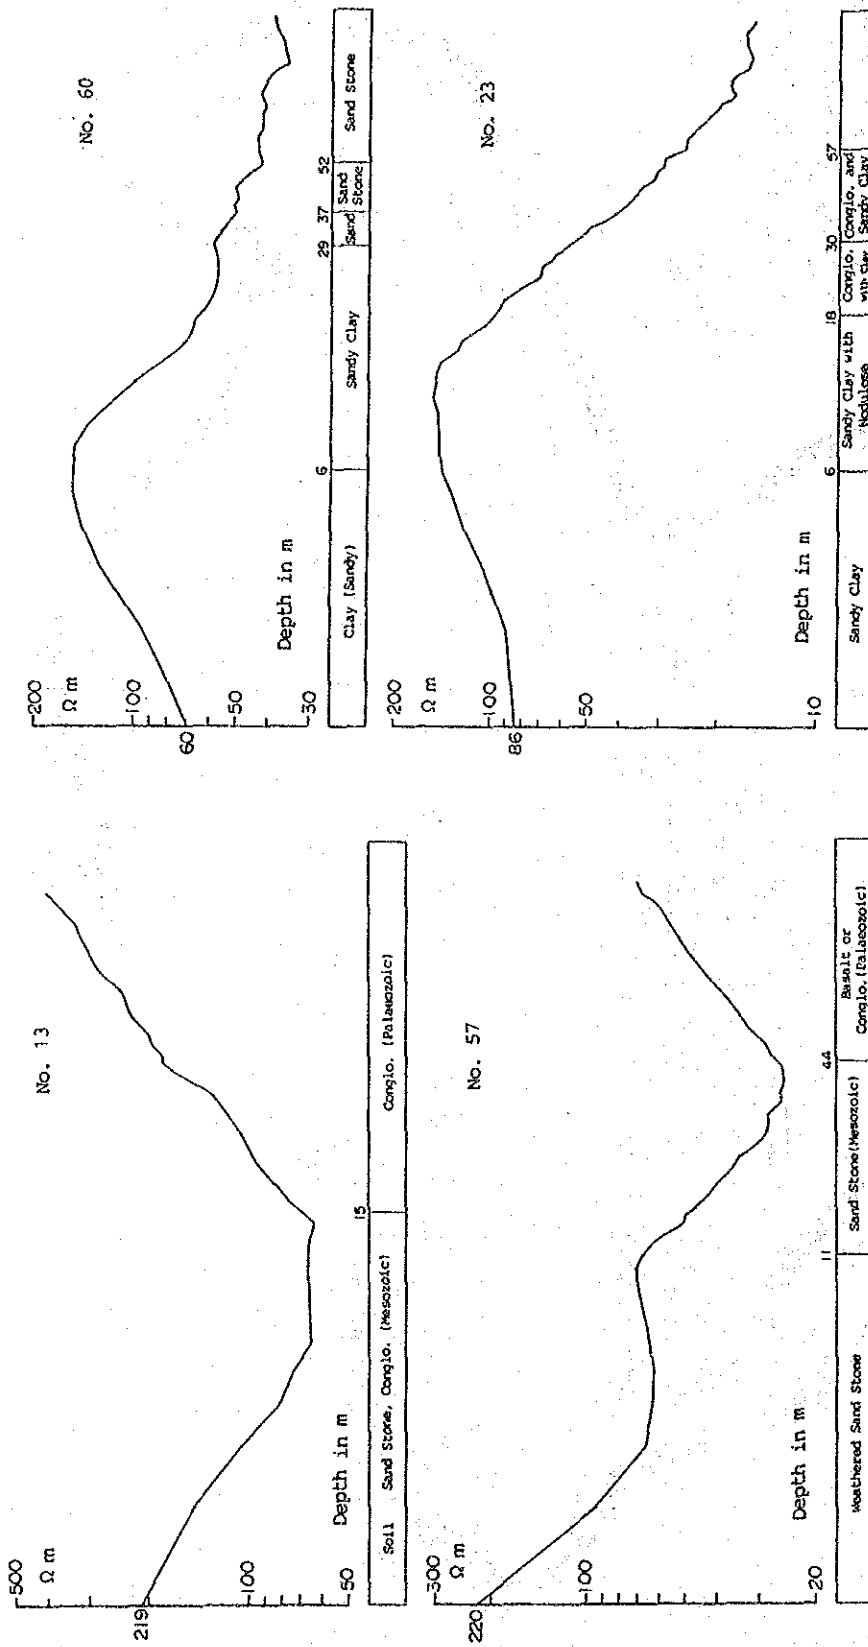 No. 13
500
Ω m
219
100
50
Depth in m
15
Soil Sand Stone, Conglo. (Mesozoic)
Conglo. (Palaeozoic)
No. 60
200
Ω m
100
60
50
30
Depth in m
6
29
37
52
Clay (Sandy)
Sandy Clay
Sand
Sand
Stone
Sand Stone
No. 57
300
Ω m
220
100
20
Depth in m
11
44
Weathered Sand Stone
Sand Stone (Mesozoic)
Basalt or
Conglo. (Palaeozoic)
No. 23
200
Ω m
100
86
50
10
Depth in m
6
18
30
57
Sandy Clay
Sandy Clay with
Nodulose
Conglo.
with Clay
Conglo. and
Sandy Clay